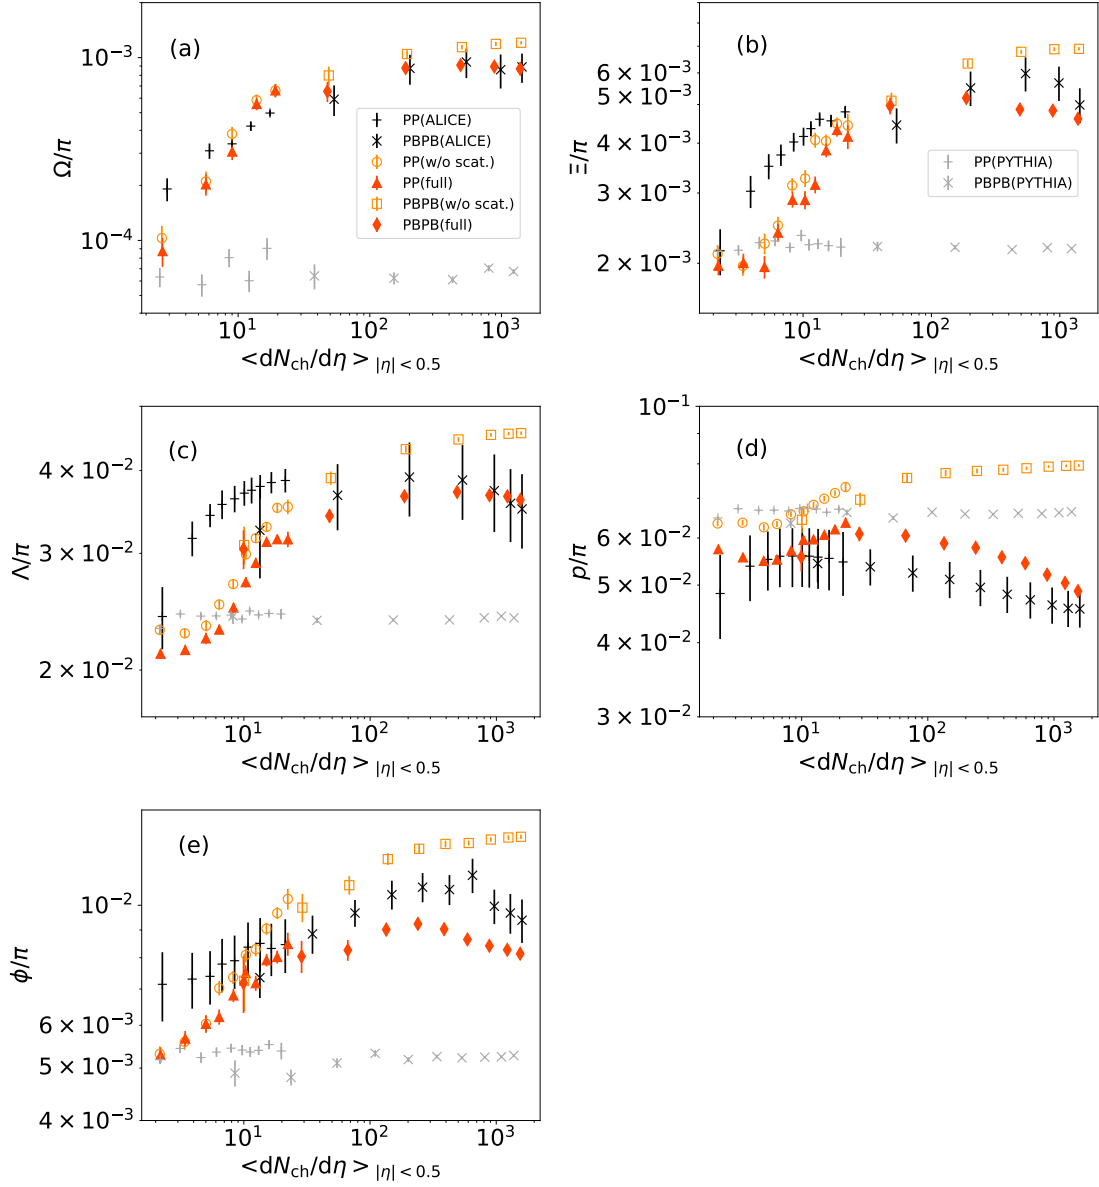 (a)
Ω/π
10⁻³
10⁻⁴
PP(ALICE)
PBPB(ALICE)
PP(w/o scat.)
PP(full)
PBPB(w/o scat.)
PBPB(full)
10¹ 10² 10³
<dN_ch/dη>_|η|<0.5
(b)
Ξ/π
6 × 10⁻³
5 × 10⁻³
4 × 10⁻³
3 × 10⁻³
2 × 10⁻³
PP(PYTHIA)
PBPB(PYTHIA)
10¹ 10² 10³
<dN_ch/dη>_|η|<0.5
(c)
Λ/π
4 × 10⁻²
3 × 10⁻²
2 × 10⁻²
10¹ 10² 10³
<dN_ch/dη>_|η|<0.5
(d)
p/π
10⁻¹
6 × 10⁻²
5 × 10⁻²
4 × 10⁻²
3 × 10⁻²
10¹ 10² 10³
<dN_ch/dη>_|η|<0.5
(e)
ϕ/π
10⁻²
6 × 10⁻³
5 × 10⁻³
4 × 10⁻³
10¹ 10² 10³
<dN_ch/dη>_|η|<0.5